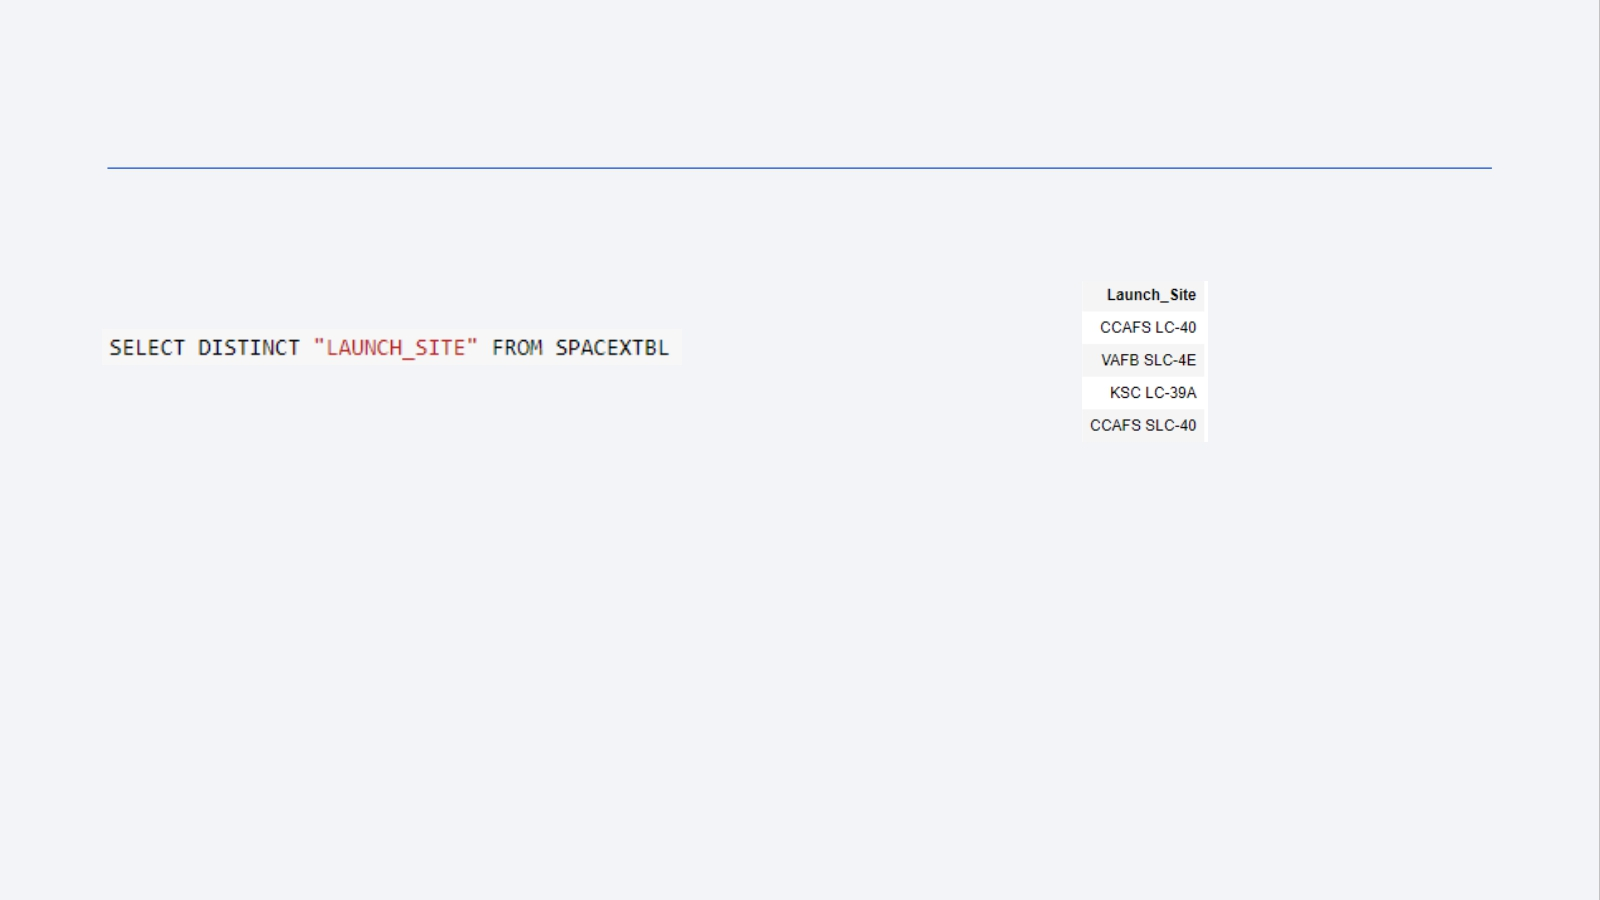 SELECT DISTINCT "LAUNCH_SITE" FROM SPACEXTBL
Launch_Site
CCAFS LC-40
VAFB SLC-4E
KSC LC-39A
CCAFS SLC-40